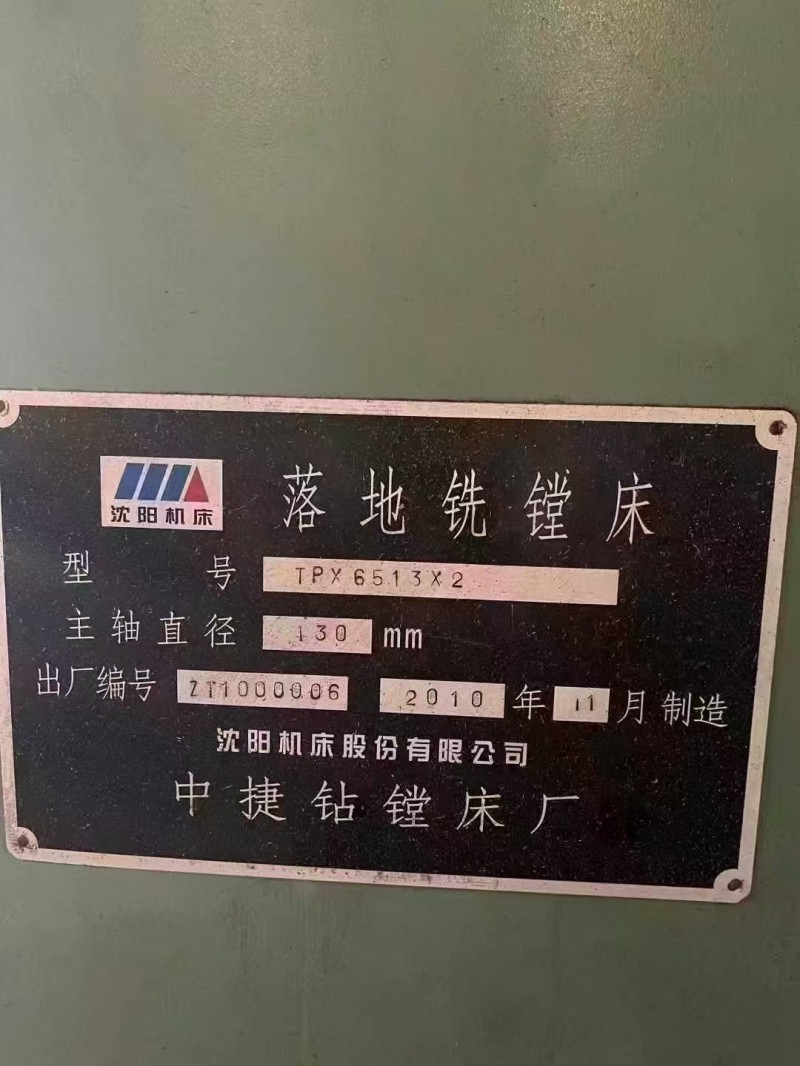 沈阳机床
落地铣镗床
型号 TPX6513X2
主轴直径 130 mm
出厂编号 ZT1000006 2010 年 11 月制造
沈阳机床股份有限公司
中捷钻镗床厂